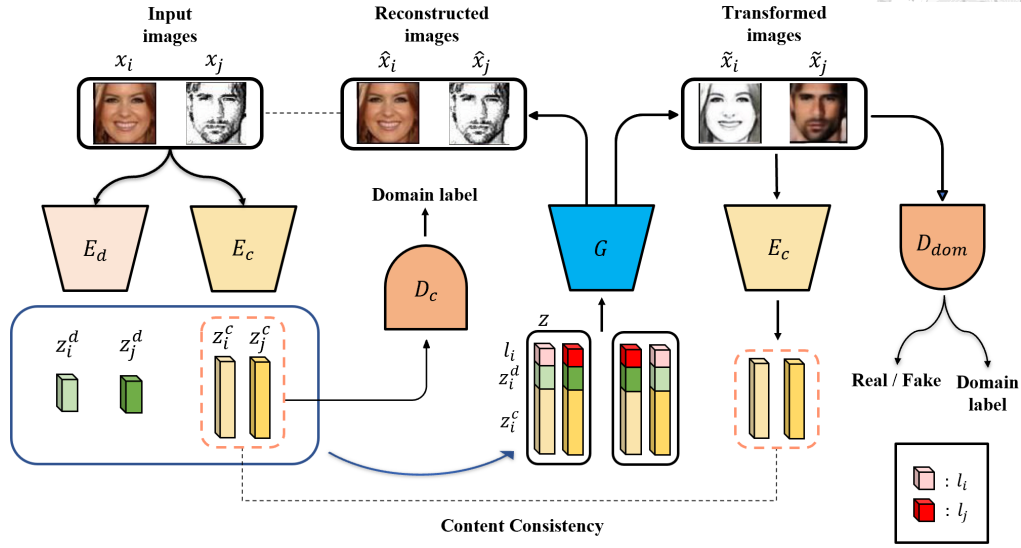 Input
images
Reconstructed
images
Transformed
images
x_i
x_j
x̂_i
x̂_j
x̃_i
x̃_j
Domain label
E_d
E_c
D_c
G
E_c
D_dom
z_i^d
z_j^d
z_i^c
z_j^c
z
l_i
z_i^d
z_i^c
Real / Fake
Domain
label
: l_i
: l_j
Content Consistency